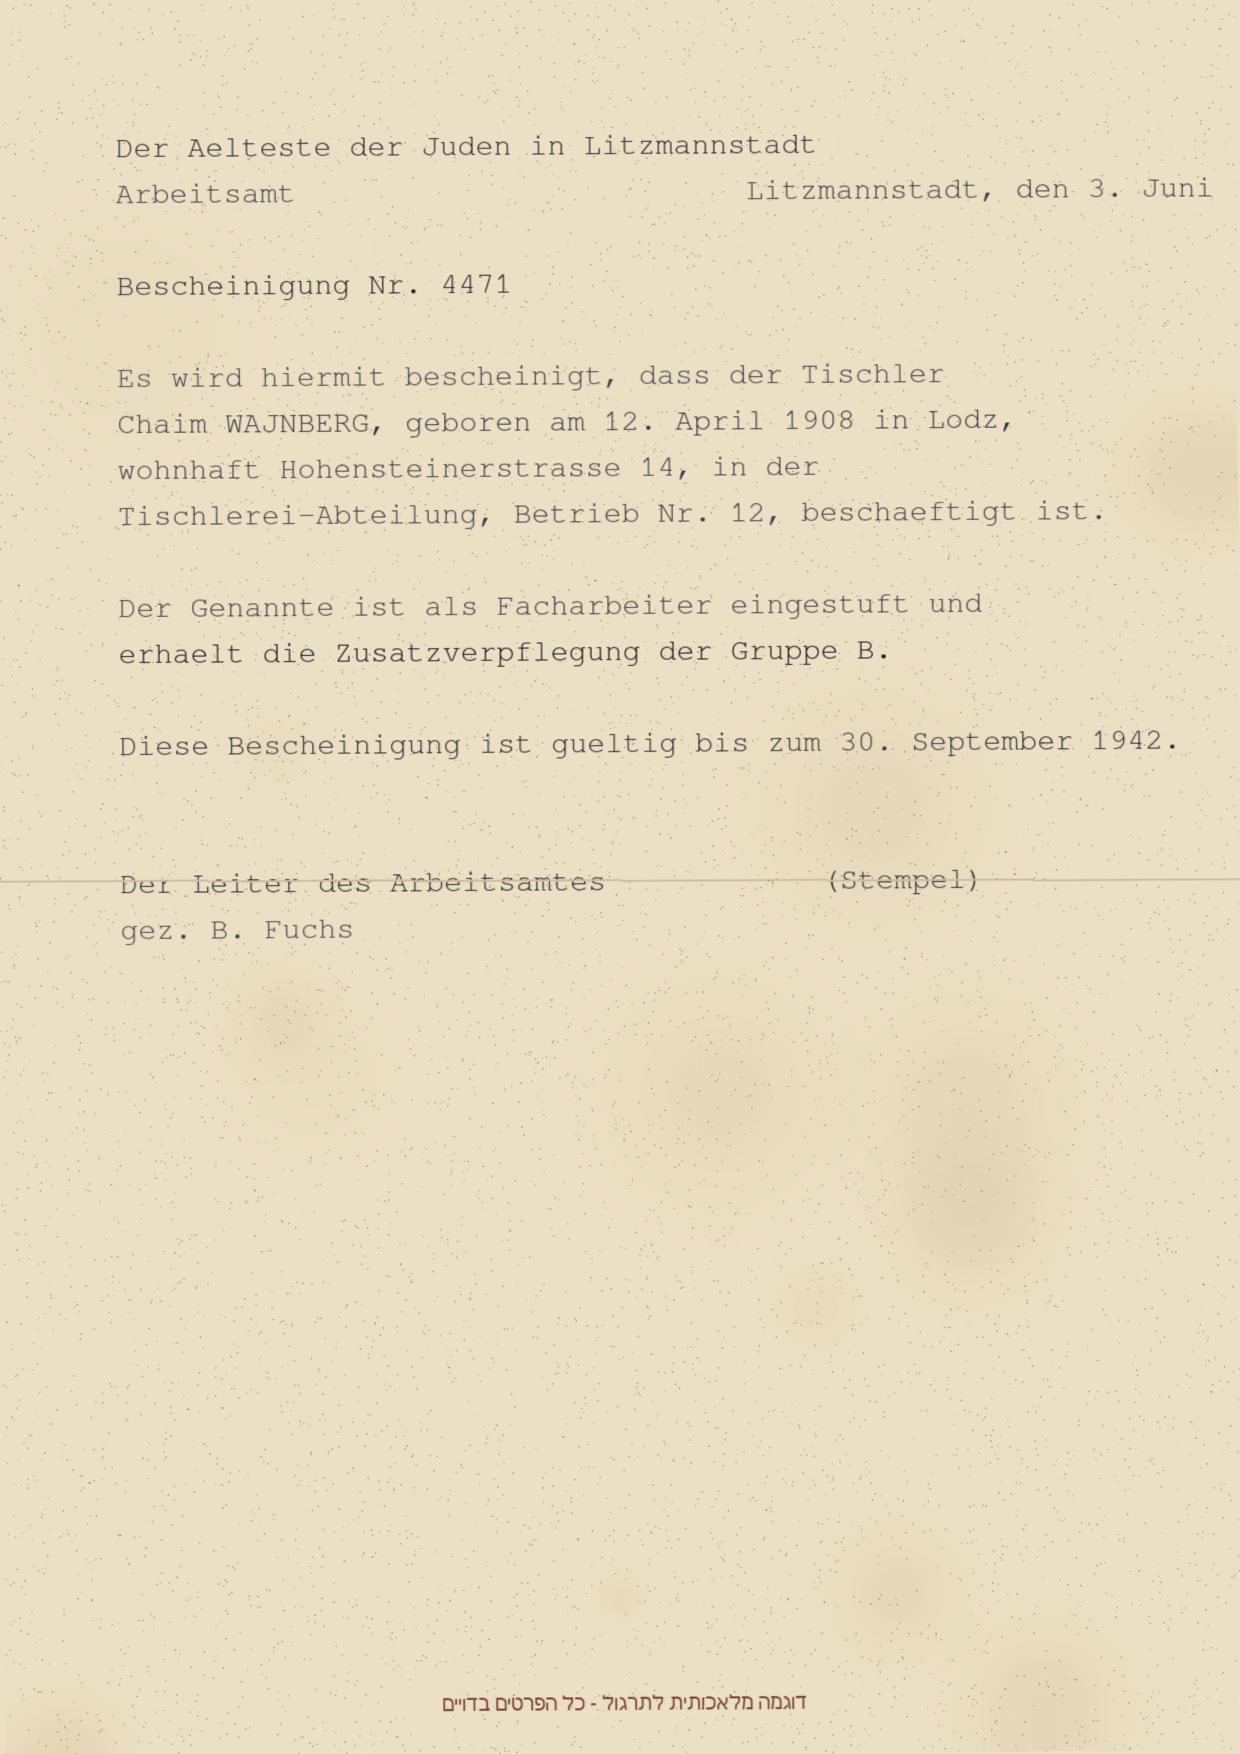 Der Aelteste der Juden in Litzmannstadt
Arbeitsamt Litzmannstadt, den 3. Juni
Bescheinigung Nr. 4471
Es wird hiermit bescheinigt, dass der Tischler
Chaim WAJNBERG, geboren am 12. April 1908 in Lodz,
wohnhaft Hohensteinerstrasse 14, in der
Tischlerei-Abteilung, Betrieb Nr. 12, beschaeftigt ist.
Der Genannte ist als Facharbeiter eingestuft und
erhaelt die Zusatzverpflegung der Gruppe B.
Diese Bescheinigung ist gueltig bis zum 30. September 1942.
Der Leiter des Arbeitsamtes (Stempel)
gez. B. Fuchs
דוגמה מלאכותית לתרגול - כל הפרטים בדויים